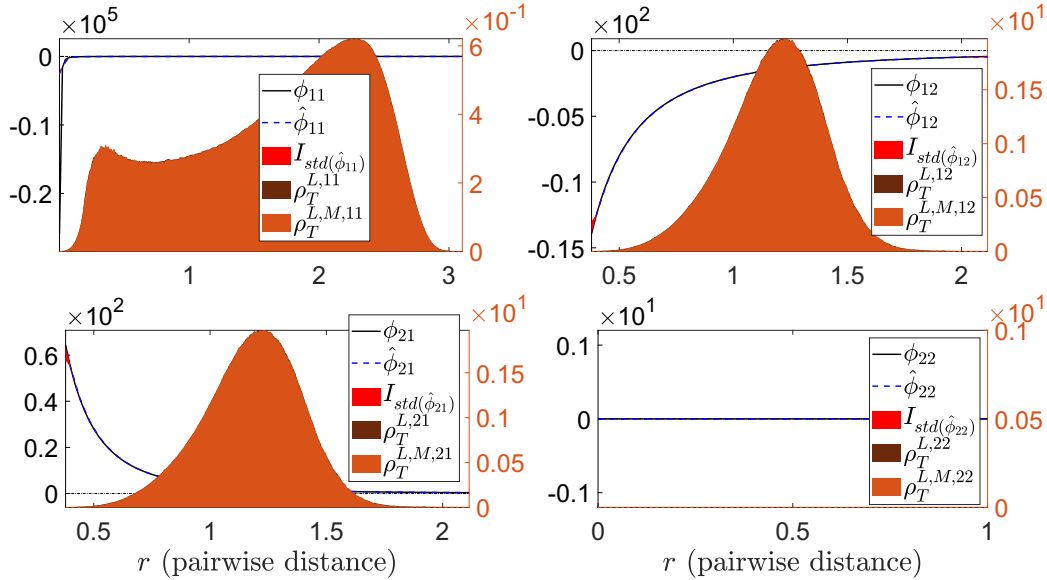 ×10^5
×10^-1
0
-0.1
-0.2
6
4
2
0
1
2
3
ϕ_11
ϕ̂_11
I_std(ϕ̂_11)
ρ_T^L,11
ρ_T^L,M,11
×10^2
×10^1
0
-0.05
-0.1
-0.15
0.15
0.1
0.05
0
0.5
1
1.5
2
ϕ_12
ϕ̂_12
I_std(ϕ̂_12)
ρ_T^L,12
ρ_T^L,M,12
×10^2
×10^1
0.6
0.4
0.2
0
0.1
0.05
0
0.15
0.5
1
1.5
2
ϕ_21
ϕ̂_21
I_std(ϕ̂_21)
ρ_T^L,21
ρ_T^L,M,21
r (pairwise distance)
×10^1
×10^1
0.1
0
-0.1
0.1
0.05
0
0
0.5
1
ϕ_22
ϕ̂_22
I_std(ϕ̂_22)
ρ_T^L,22
ρ_T^L,M,22
r (pairwise distance)